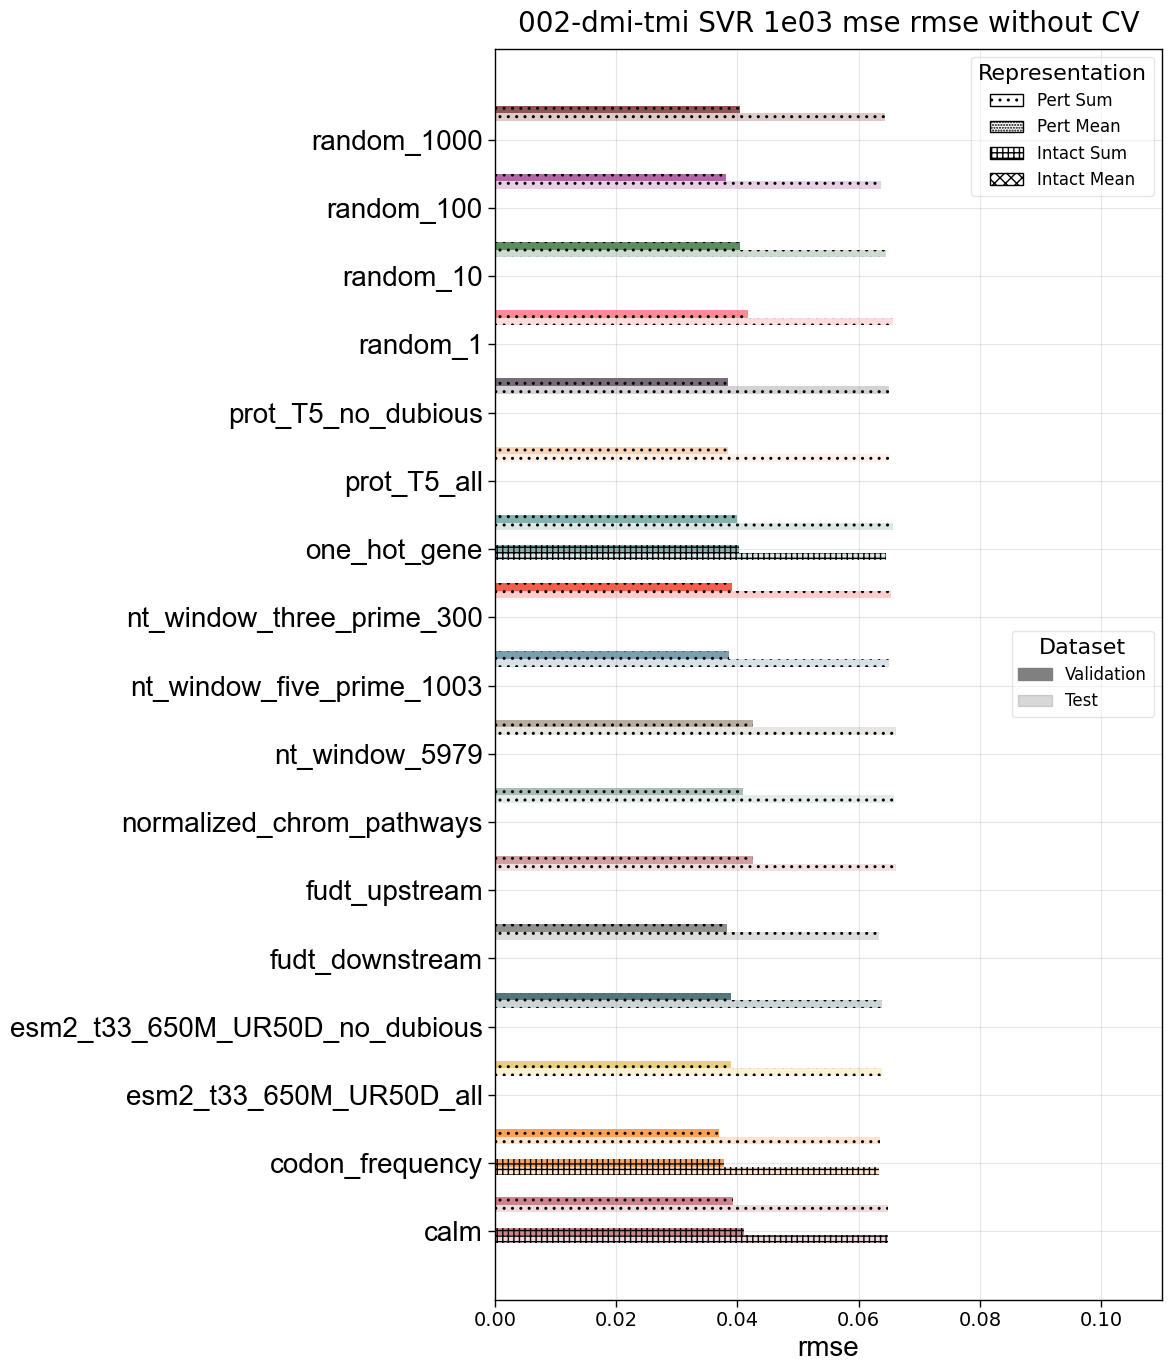 002-dmi-tmi SVR 1e03 mse rmse without CV
Representation
Pert Sum
Pert Mean
Intact Sum
Intact Mean
random_1000
random_100
random_10
random_1
prot_T5_no_dubious
prot_T5_all
one_hot_gene
nt_window_three_prime_300
Dataset
Validation
Test
nt_window_five_prime_1003
nt_window_5979
normalized_chrom_pathways
fudt_upstream
fudt_downstream
esm2_t33_650M_UR50D_no_dubious
esm2_t33_650M_UR50D_all
codon_frequency
calm
0.00 0.02 0.04 0.06 0.08 0.10
rmse